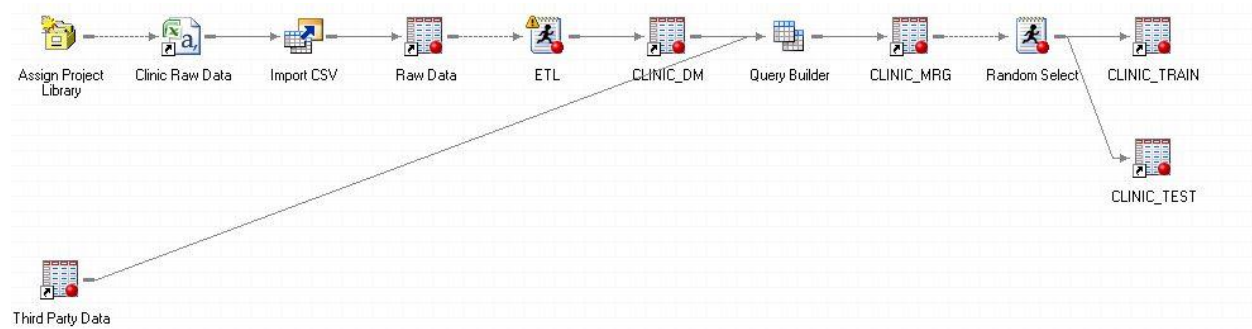 Assign Project
Library
Clinic Raw Data
Import CSV
Raw Data
ETL
CLINIC_DM
Query Builder
CLINIC_MRG
Random Select
CLINIC_TRAIN
CLINIC_TEST
Third Party Data